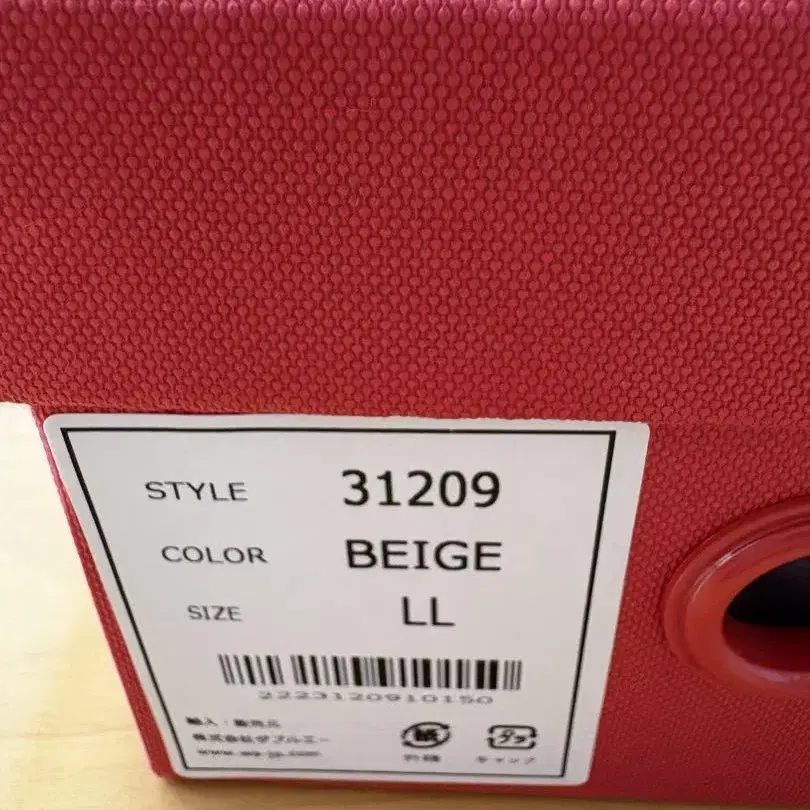 STYLE 31209
COLOR BEIGE
SIZE LL
2223120910150
輸入・販売元
株式会社ダブルエー
www.wa-jp.com
紙
外箱
プラ
キャップ